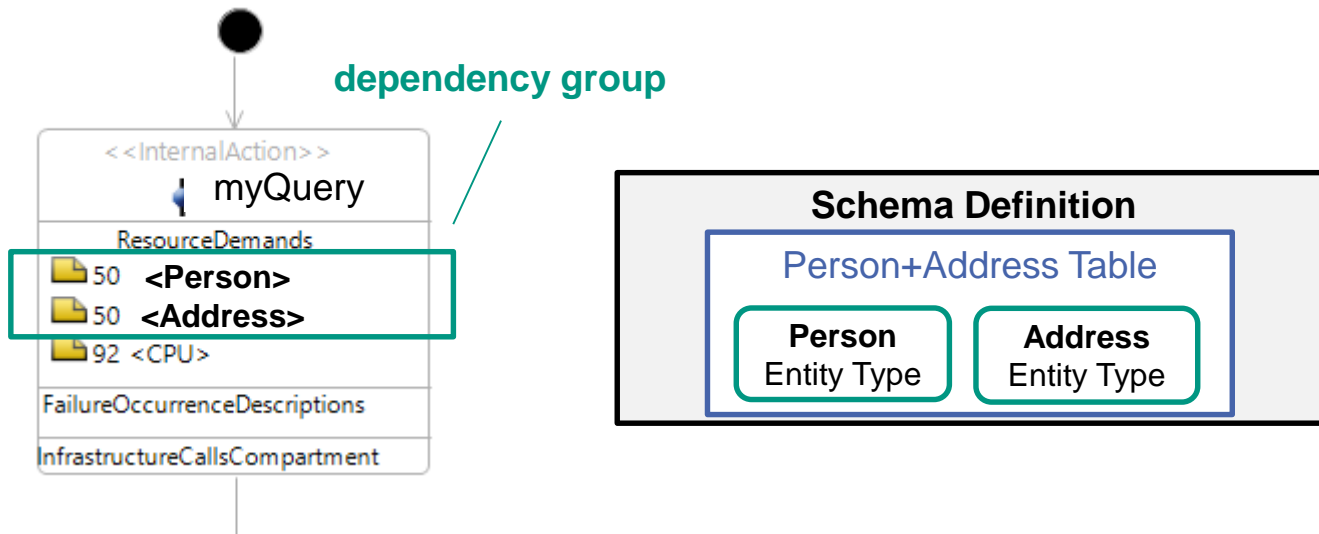 dependency group
<<InternalAction>>
myQuery
ResourceDemands
50 <Person>
50 <Address>
92 <CPU>
FailureOccurrenceDescriptions
InfrastructureCallsCompartment
Schema Definition
Person+Address Table
Person
Entity Type
Address
Entity Type